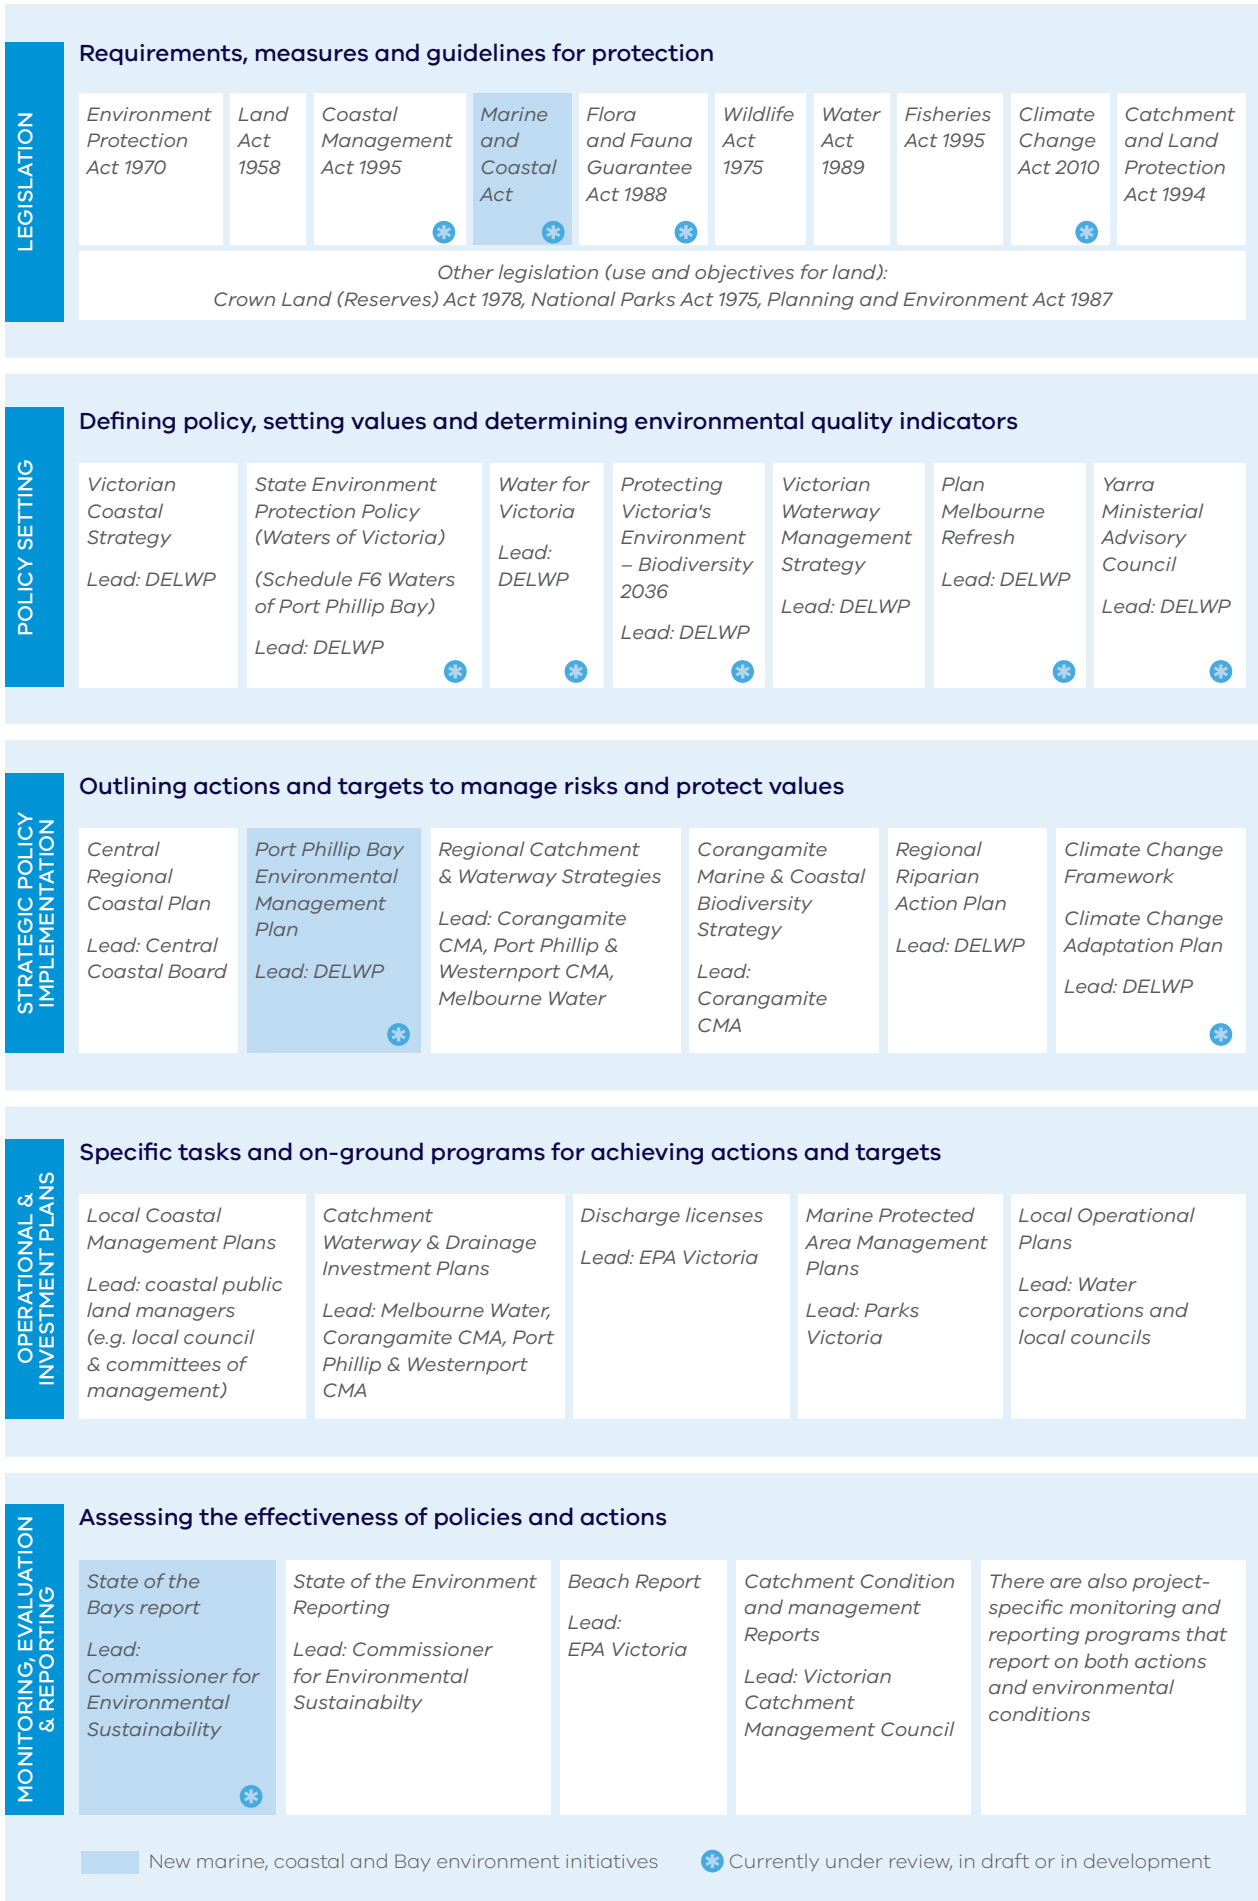 LEGISLATION
Requirements, measures and guidelines for protection
Environment
Protection
Act 1970
Land
Act
1958
Coastal
Management
Act 1995
Marine
and
Coastal
Act
Flora
and Fauna
Guarantee
Act 1988
Wildlife
Act
1975
Water
Act
1989
Fisheries
Act 1995
Climate
Change
Act 2010
Catchment
and Land
Protection
Act 1994
Other legislation (use and objectives for land):
Crown Land (Reserves) Act 1978, National Parks Act 1975, Planning and Environment Act 1987
POLICY SETTING
Defining policy, setting values and determining environmental quality indicators
Victorian
Coastal
Strategy
Lead: DELWP
State Environment
Protection Policy
(Waters of Victoria)
(Schedule F6 Waters
of Port Phillip Bay)
Lead: DELWP
Water for
Victoria
Lead:
DELWP
Protecting
Victoria's
Environment
– Biodiversity
2036
Lead: DELWP
Victorian
Waterway
Management
Strategy
Lead: DELWP
Plan
Melbourne
Refresh
Lead: DELWP
Yarra
Ministerial
Advisory
Council
Lead: DELWP
STRATEGIC POLICY
IMPLEMENTATION
Outlining actions and targets to manage risks and protect values
Central
Regional
Coastal Plan
Lead: Central
Coastal Board
Port Phillip Bay
Environmental
Management
Plan
Lead: DELWP
Regional Catchment
& Waterway Strategies
Lead: Corangamite
CMA, Port Phillip &
Westernport CMA,
Melbourne Water
Corangamite
Marine & Coastal
Biodiversity
Strategy
Lead:
Corangamite
CMA
Regional
Riparian
Action Plan
Lead: DELWP
Climate Change
Framework
Climate Change
Adaptation Plan
Lead: DELWP
OPERATIONAL &
INVESTMENT PLANS
Specific tasks and on-ground programs for achieving actions and targets
Local Coastal
Management Plans
Lead: coastal public
land managers
(e.g. local council
& committees of
management)
Catchment
Waterway & Drainage
Investment Plans
Lead: Melbourne Water,
Corangamite CMA, Port
Phillip & Westernport
CMA
Discharge licenses
Lead: EPA Victoria
Marine Protected
Area Management
Plans
Lead: Parks
Victoria
Local Operational
Plans
Lead: Water
corporations and
local councils
MONITORING, EVALUATION
& REPORTING
Assessing the effectiveness of policies and actions
State of the
Bays report
Lead:
Commissioner for
Environmental
Sustainability
State of the Environment
Reporting
Lead: Commissioner
for Environmental
Sustainabilty
Beach Report
Lead:
EPA Victoria
Catchment Condition
and management
Reports
Lead: Victorian
Catchment
Management Council
There are also project-
specific monitoring and
reporting programs that
report on both actions
and environmental
conditions
New marine, coastal and Bay environment initiatives
Currently under review, in draft or in development